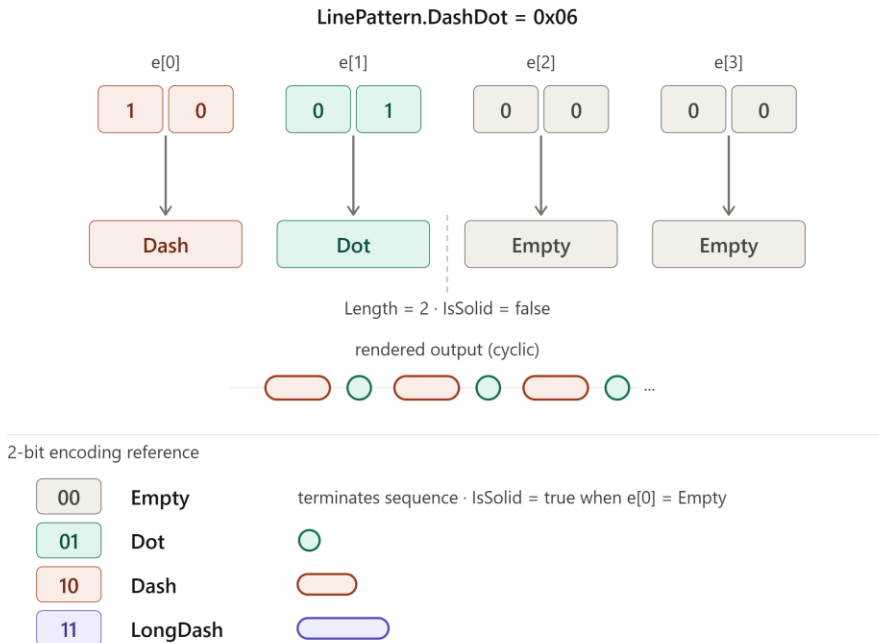 LinePattern.DashDot = 0x06
e[0] e[1] e[2] e[3]
1 0 0 1 0 0 0 0
Dash Dot Empty Empty
Length = 2 · IsSolid = false
rendered output (cyclic)
...
2-bit encoding reference
00 Empty terminates sequence · IsSolid = true when e[0] = Empty
01 Dot
10 Dash
11 LongDash